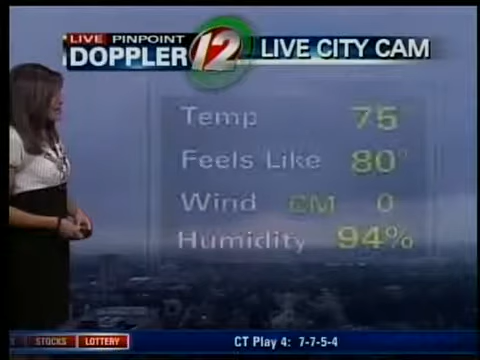 LIVE PINPOINT
DOPPLER 12 LIVE CITY CAM
Temp 75°
Feels Like 80°
Wind CM 0
Humidity 94%
STOCKS LOTTERY CT Play 4: 7-7-5-4